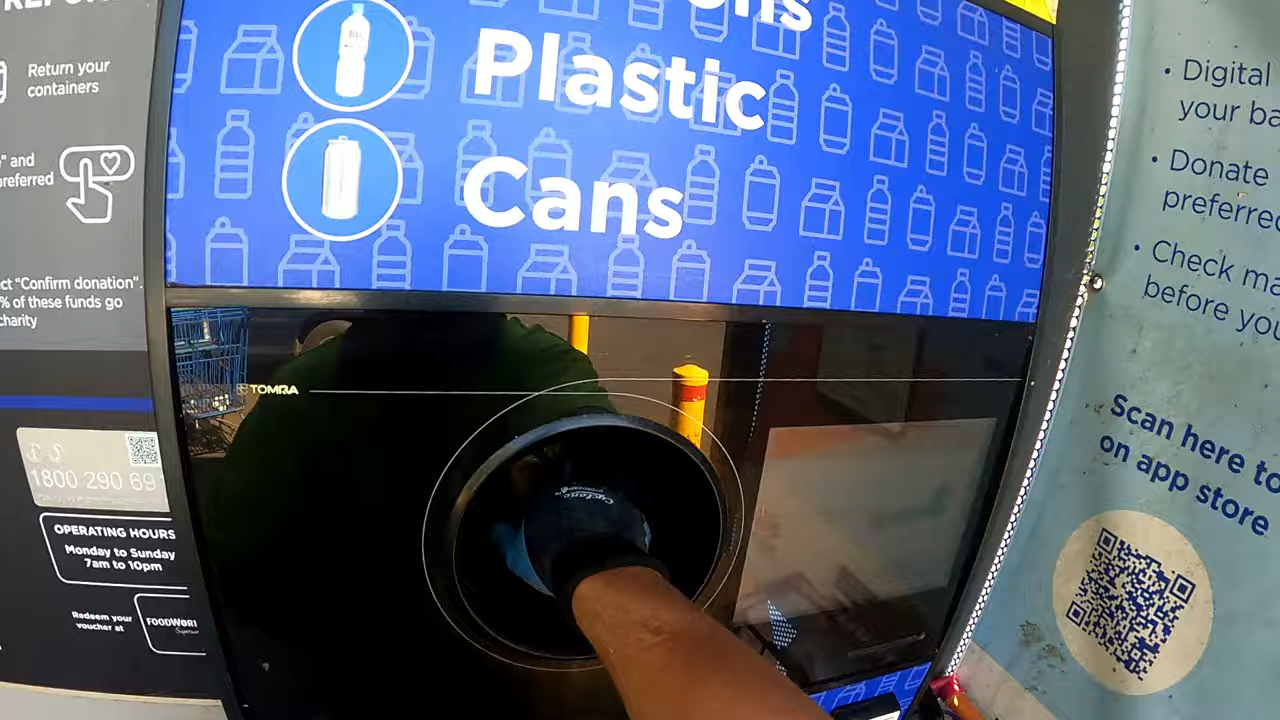 Return your
containers
" and
preferred
ct "Confirm donation".
% of these funds go
charity
1800 290 691
OPERATING HOURS
Monday to Sunday
7am to 10pm
Redeem your
voucher at
FOODWORKS
Plastic
Cans
TOMRA
Cyclone
• Digital
your ba
• Donate
preferred
• Check ma
before you
Scan here to
on app store